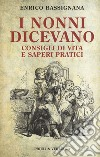 ENRICO BASSIGNANA
I NONNI
DICEVANO
CONSIGLI DI VITA
E SAPERI PRATICI